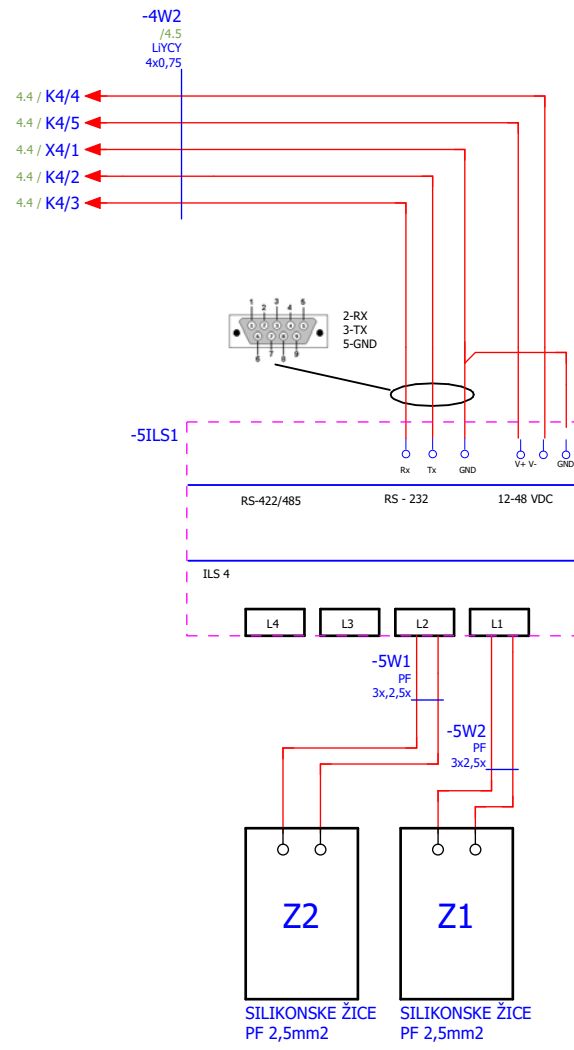 -4W2
/4.5
LiYCY
4x0,75
4.4 / K4/4
4.4 / K4/5
4.4 / X4/1
4.4 / K4/2
4.4 / K4/3
1 2 3 4 5
6 7 8 9
2-RX
3-TX
5-GND
-5ILS1
Rx Tx GND V+ V- GND
RS-422/485 RS - 232 12-48 VDC
ILS 4
L4 L3 L2 L1
-5W1
PF
3x,2,5x
-5W2
PF
3x2,5x
Z2 Z1
SILIKONSKE ŽICE
PF 2,5mm2
SILIKONSKE ŽICE
PF 2,5mm2